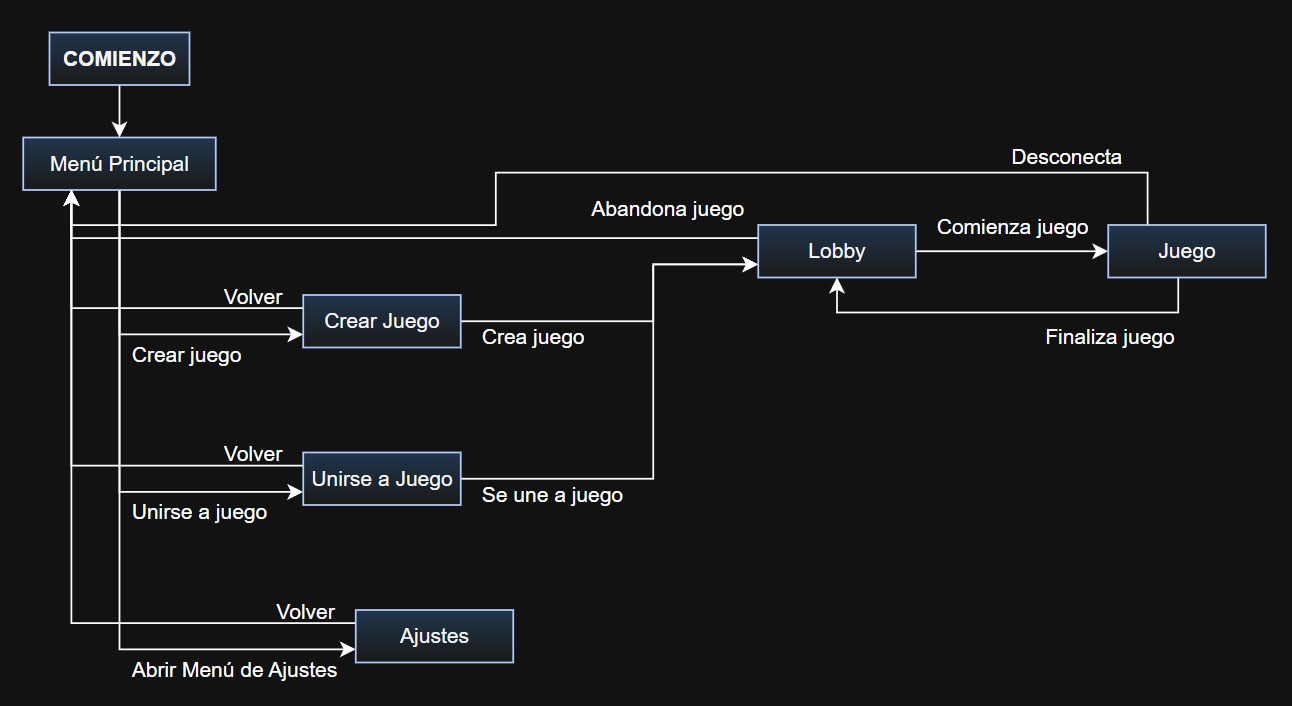 COMIENZO
Menú Principal
Desconecta
Abandona juego
Comienza juego
Lobby
Juego
Volver
Crear Juego
Crea juego
Finaliza juego
Crear juego
Volver
Unirse a Juego
Se une a juego
Unirse a juego
Volver
Ajustes
Abrir Menú de Ajustes